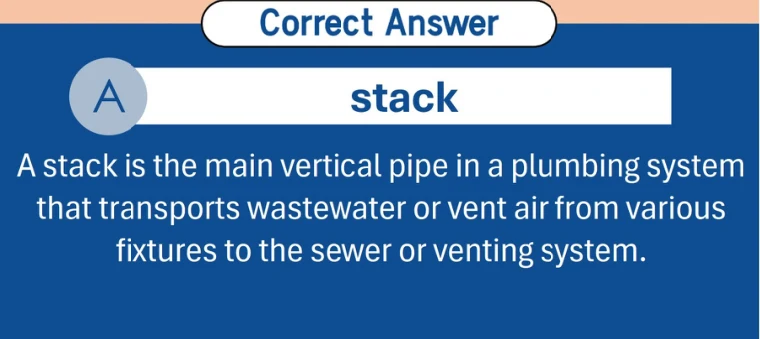 Correct Answer
A
stack
A stack is the main vertical pipe in a plumbing system
that transports wastewater or vent air from various
fixtures to the sewer or venting system.